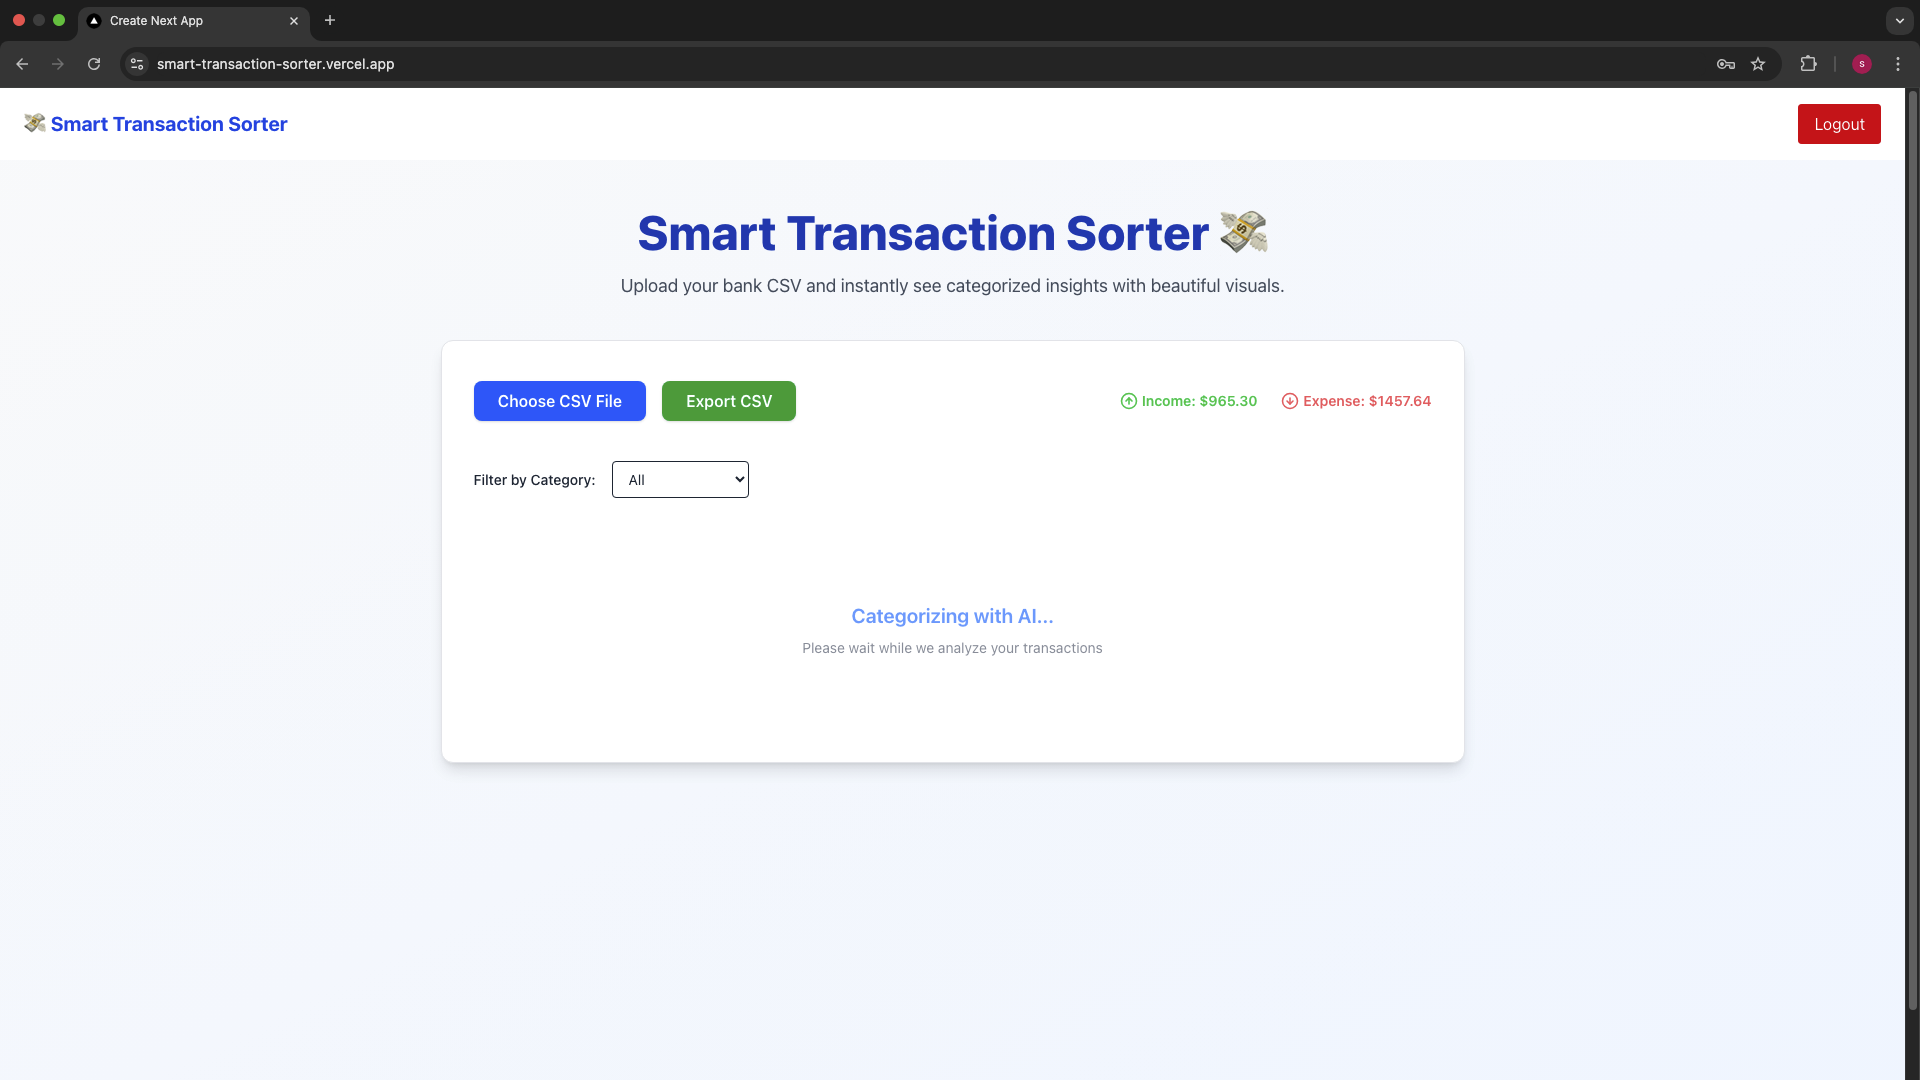 Create Next App
smart-transaction-sorter.vercel.app
S
💸 Smart Transaction Sorter
Logout
Smart Transaction Sorter 💸
Upload your bank CSV and instantly see categorized insights with beautiful visuals.
Choose CSV File
Export CSV
Income: $965.30
Expense: $1457.64
Filter by Category:
All
Categorizing with AI...
Please wait while we analyze your transactions